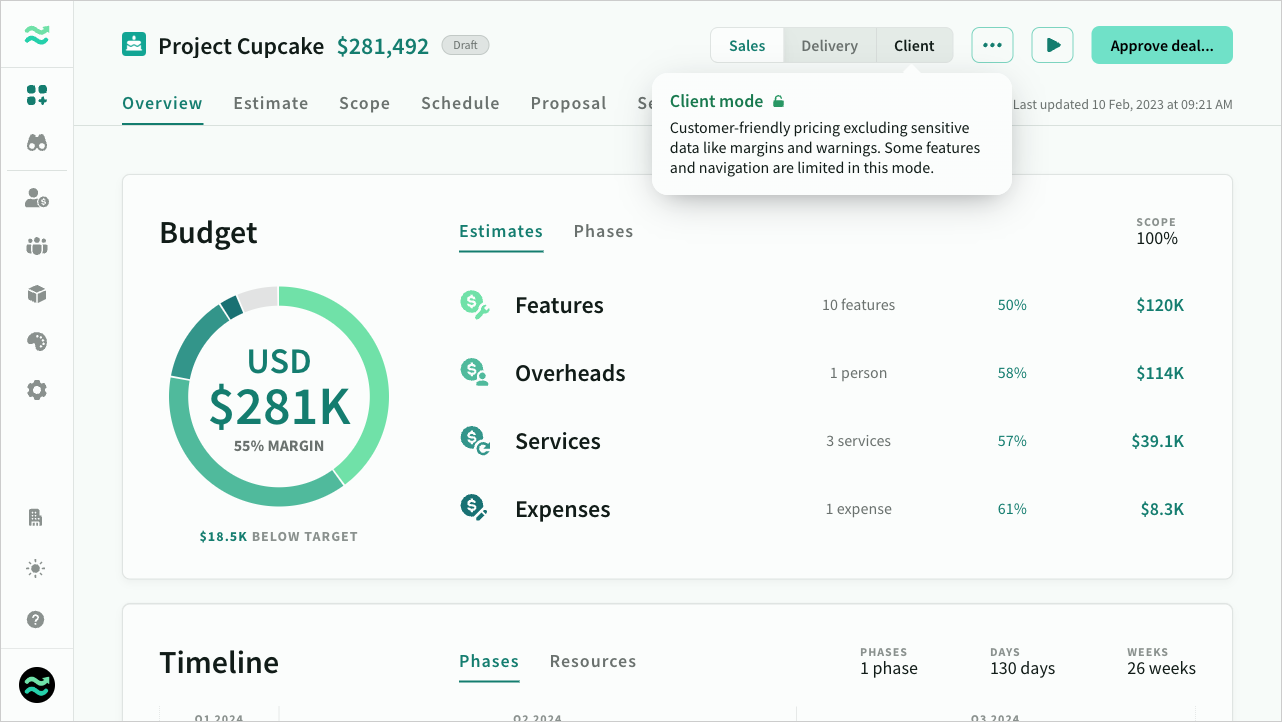 Project Cupcake $281,492 Draft
Sales Delivery Client
Approve deal...
Overview Estimate Scope Schedule Proposal
Last updated 10 Feb, 2023 at 09:21 AM
Client mode
Customer-friendly pricing excluding sensitive
data like margins and warnings. Some features
and navigation are limited in this mode.
Budget
USD
$281K
55% MARGIN
$18.5K BELOW TARGET
Estimates Phases
SCOPE
100%
Features 10 features 50% $120K
Overheads 1 person 58% $114K
Services 3 services 57% $39.1K
Expenses 1 expense 61% $8.3K
Timeline
Phases Resources
PHASES
1 phase
DAYS
130 days
WEEKS
26 weeks
Q1 2024 Q2 2024 Q3 2024